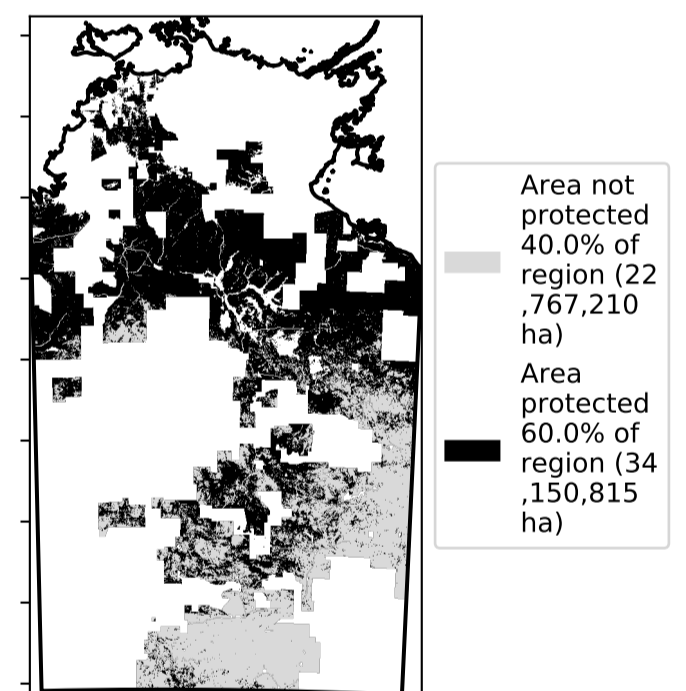 Area not
protected
40.0% of
region (22
,767,210
ha)
Area
protected
60.0% of
region (34
,150,815
ha)